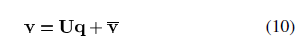 v = Uq + v̅ (10)